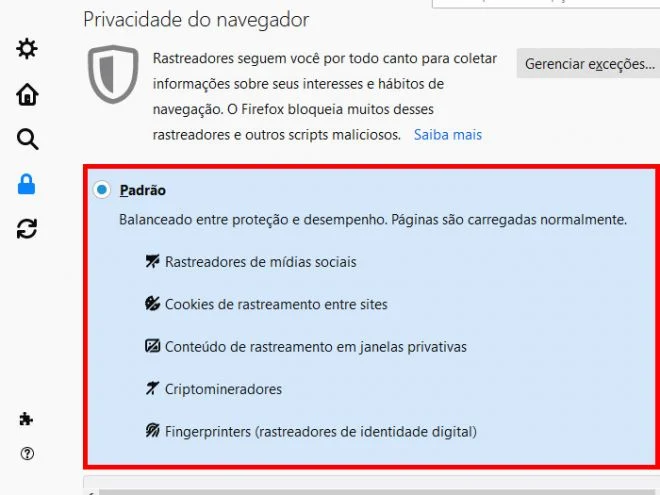 Privacidade do navegador
Rastreadores seguem você por todo canto para coletar
informações sobre seus interesses e hábitos de
navegação. O Firefox bloqueia muitos desses
rastreadores e outros scripts maliciosos. Saiba mais
Gerenciar exceções...
Padrão
Balanceado entre proteção e desempenho. Páginas são carregadas normalmente.
Rastreadores de mídias sociais
Cookies de rastreamento entre sites
Conteúdo de rastreamento em janelas privativas
Criptomineradores
Fingerprinters (rastreadores de identidade digital)